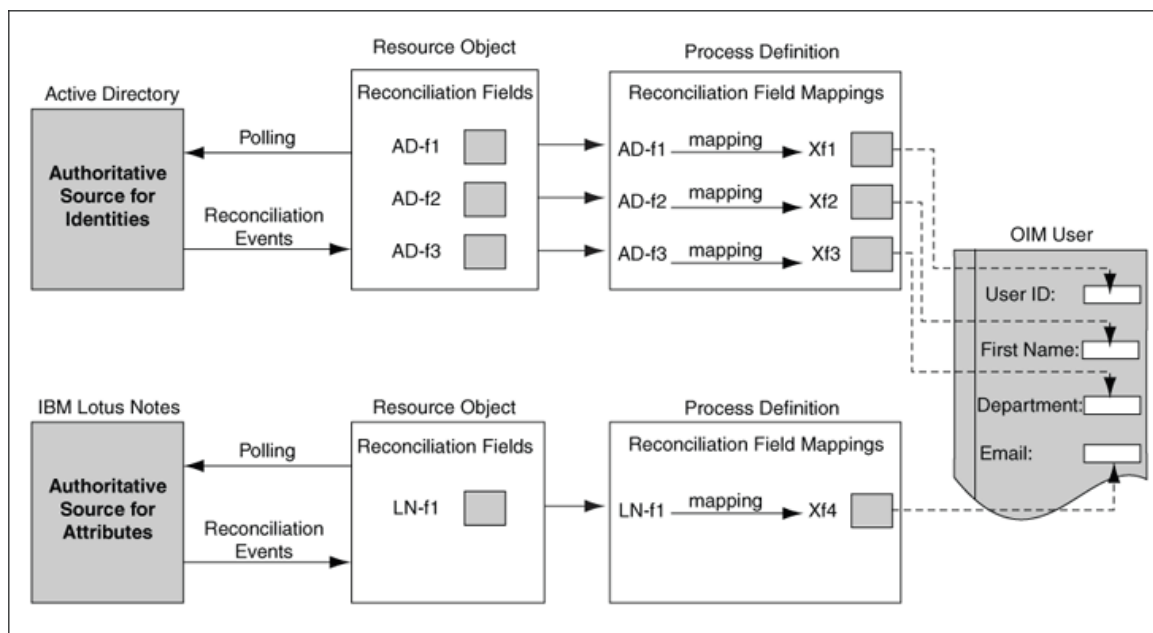 Resource Object
Process Definition
Active Directory
Reconciliation Fields
Reconciliation Field Mappings
Authoritative
Source for
Identities
Polling
Reconciliation
Events
AD-f1
AD-f2
AD-f3
AD-f1 mapping Xf1
AD-f2 mapping Xf2
AD-f3 mapping Xf3
OIM User
User ID:
First Name:
Department:
Email:
IBM Lotus Notes
Resource Object
Process Definition
Reconciliation Fields
Reconciliation Field Mappings
Authoritative
Source for
Attributes
Polling
Reconciliation
Events
LN-f1
LN-f1 mapping Xf4